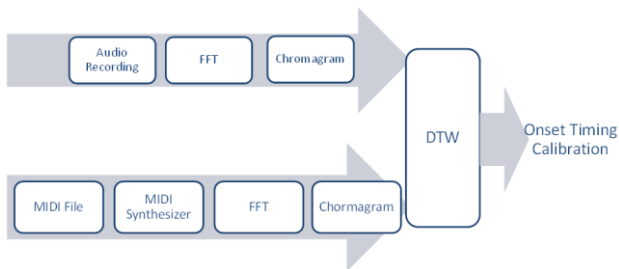 Audio
Recording
FFT
Chromagram
DTW
Onset Timing
Calibration
MIDI File
MIDI
Synthesizer
FFT
Chormagram